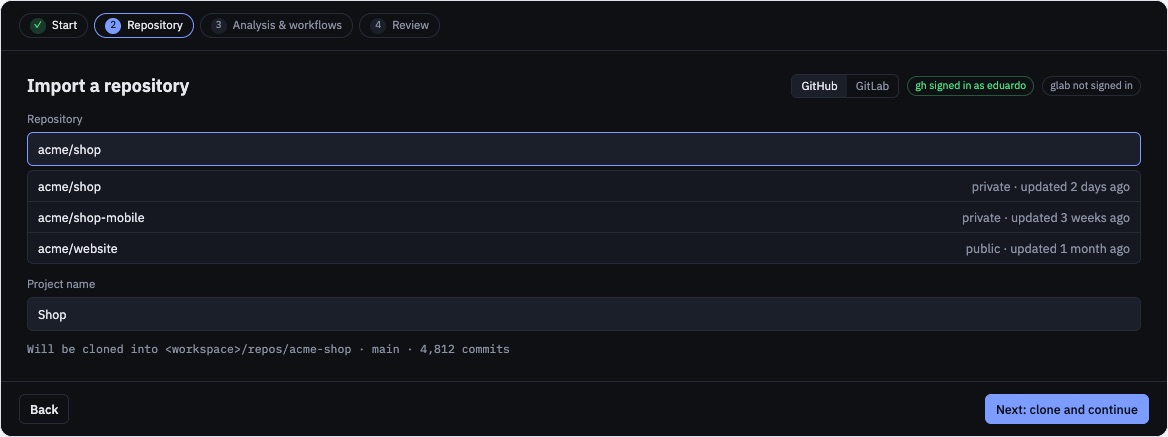 ✓ Start 2 Repository 3 Analysis & workflows 4 Review
Import a repository GitHub GitLab gh signed in as eduardo glab not signed in
Repository
acme/shop
acme/shop private · updated 2 days ago
acme/shop-mobile private · updated 3 weeks ago
acme/website public · updated 1 month ago
Project name
Shop
Will be cloned into <workspace>/repos/acme-shop · main · 4,812 commits
Back Next: clone and continue